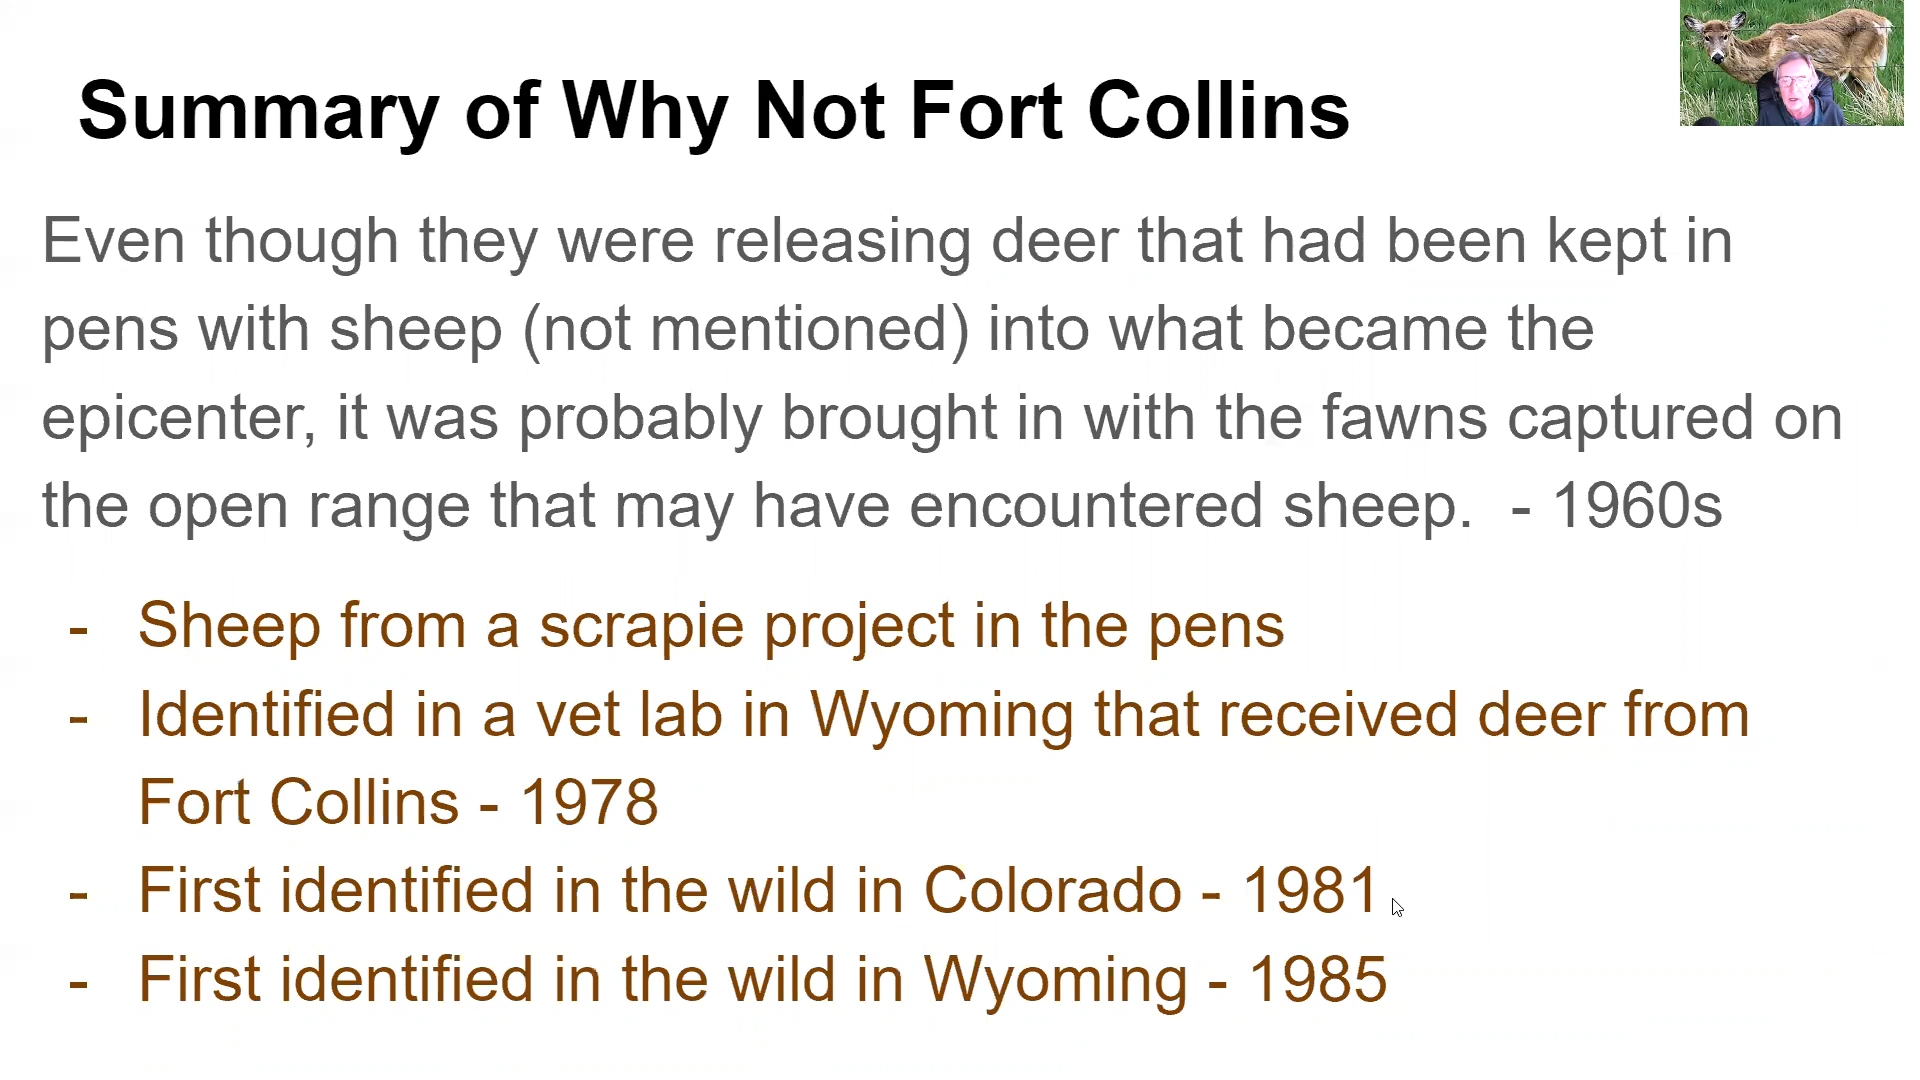 Summary of Why Not Fort Collins
Even though they were releasing deer that had been kept in
pens with sheep (not mentioned) into what became the
epicenter, it was probably brought in with the fawns captured on
the open range that may have encountered sheep.  - 1960s
- Sheep from a scrapie project in the pens
- Identified in a vet lab in Wyoming that received deer from
Fort Collins - 1978
- First identified in the wild in Colorado - 1981
- First identified in the wild in Wyoming - 1985